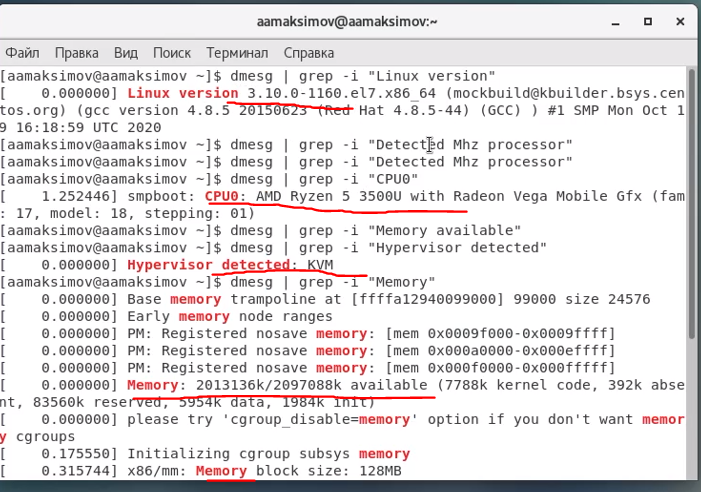 aamaksimov@aamaksimov:~
Файл Правка Вид Поиск Терминал Справка
[aamaksimov@aamaksimov ~]$ dmesg | grep -i "Linux version"
[    0.000000] Linux version 3.10.0-1160.el7.x86_64 (mockbuild@kbuilder.bsys.cen
tos.org) (gcc version 4.8.5 20150623 (Red Hat 4.8.5-44) (GCC) ) #1 SMP Mon Oct 1
9 16:18:59 UTC 2020
[aamaksimov@aamaksimov ~]$ dmesg | grep -i "Detected Mhz processor"
[aamaksimov@aamaksimov ~]$ dmesg | grep -i "Detected Mhz processor"
[aamaksimov@aamaksimov ~]$ dmesg | grep -i "CPU0"
[    1.252446] smpboot: CPU0: AMD Ryzen 5 3500U with Radeon Vega Mobile Gfx (fam
: 17, model: 18, stepping: 01)
[aamaksimov@aamaksimov ~]$ dmesg | grep -i "Memory available"
[aamaksimov@aamaksimov ~]$ dmesg | grep -i "Hypervisor detected"
[    0.000000] Hypervisor detected: KVM
[aamaksimov@aamaksimov ~]$ dmesg | grep -i "Memory"
[    0.000000] Base memory trampoline at [ffffa12940099000] 99000 size 24576
[    0.000000] Early memory node ranges
[    0.000000] PM: Registered nosave memory: [mem 0x0009f000-0x0009ffff]
[    0.000000] PM: Registered nosave memory: [mem 0x000a0000-0x000effff]
[    0.000000] PM: Registered nosave memory: [mem 0x000f0000-0x000fffff]
[    0.000000] Memory: 2013136k/2097088k available (7788k kernel code, 392k abse
nt, 83560k reserved, 5954k data, 1984k init)
[    0.000000] please try 'cgroup_disable=memory' option if you don't want memor
y cgroups
[    0.175550] Initializing cgroup subsys memory
[    0.315744] x86/mm: Memory block size: 128MB